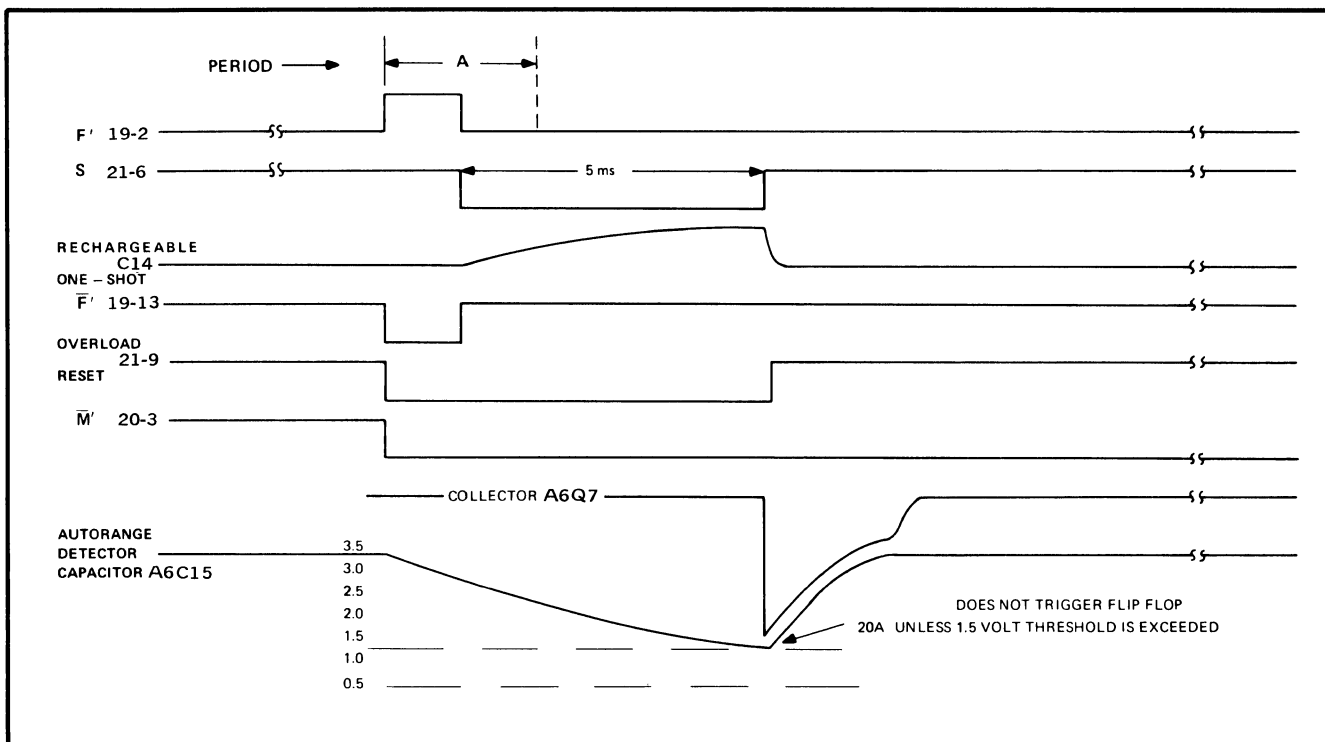 PERIOD
A
F' 19-2
S 21-6
5 ms
RECHARGEABLE
C14
ONE – SHOT
F̅' 19-13
OVERLOAD
21-9
RESET
M̅' 20-3
COLLECTOR A6Q7
AUTORANGE
DETECTOR
CAPACITOR A6C15
3.5
3.0
2.5
2.0
1.5
1.0
0.5
DOES NOT TRIGGER FLIP FLOP
20A UNLESS 1.5 VOLT THRESHOLD IS EXCEEDED